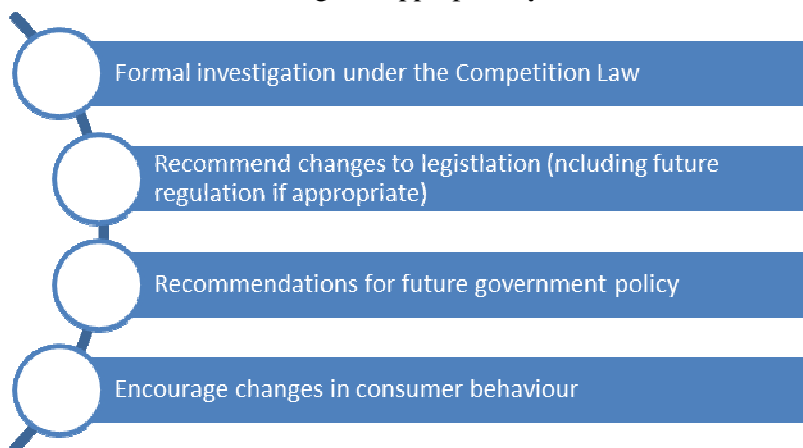 Formal investigation under the Competition Law
Recommend changes to legistlation (ncluding future
regulation if appropriate)
Recommendations for future government policy
Encourage changes in consumer behaviour